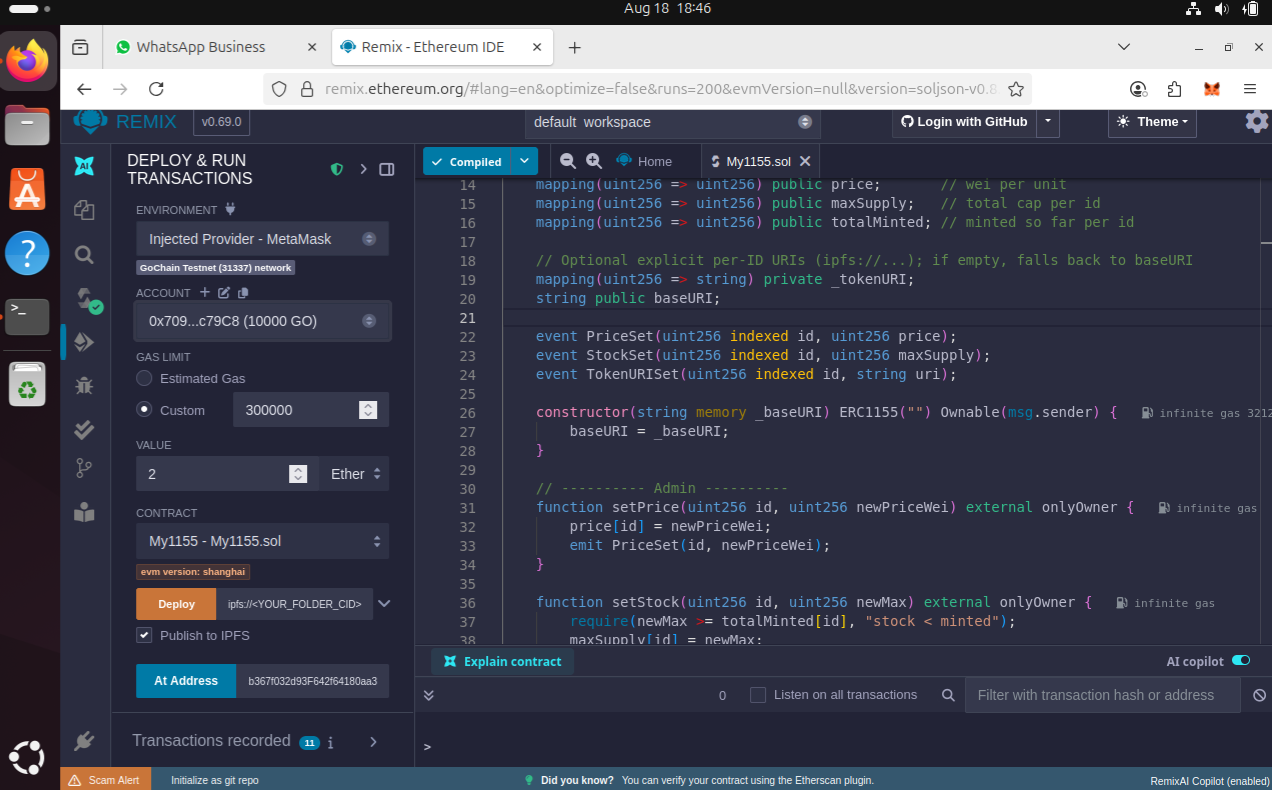 Aug 18 18:46
WhatsApp Business
Remix - Ethereum IDE
remix.ethereum.org/#lang=en&optimize=false&runs=200&evmVersion=null&version=soljson-v0.8
REMIX
v0.69.0
default workspace
Login with GitHub
Theme
AI
DEPLOY & RUN
TRANSACTIONS
ENVIRONMENT
Injected Provider - MetaMask
GoChain Testnet (31337) network
ACCOUNT
0x709...c79C8 (10000 GO)
GAS LIMIT
Estimated Gas
Custom
300000
VALUE
2
Ether
CONTRACT
My1155 - My1155.sol
evm version: shanghai
Deploy
ipfs://<YOUR_FOLDER_CID>
Publish to IPFS
At Address
b367f032d93F642f64180aa3
Transactions recorded 11 i
Compiled
Home
My1155.sol
14 mapping(uint256 => uint256) public price; // wei per unit
15 mapping(uint256 => uint256) public maxSupply; // total cap per id
16 mapping(uint256 => uint256) public totalMinted; // minted so far per id
17
18 // Optional explicit per-ID URIs (ipfs://...); if empty, falls back to baseURI
19 mapping(uint256 => string) private _tokenURI;
20 string public baseURI;
21
22 event PriceSet(uint256 indexed id, uint256 price);
23 event StockSet(uint256 indexed id, uint256 maxSupply);
24 event TokenURISet(uint256 indexed id, string uri);
25
26 constructor(string memory _baseURI) ERC1155("") Ownable(msg.sender) { infinite gas 3212
27 baseURI = _baseURI;
28 }
29
30 // ---------- Admin ----------
31 function setPrice(uint256 id, uint256 newPriceWei) external onlyOwner { infinite gas
32 price[id] = newPriceWei;
33 emit PriceSet(id, newPriceWei);
34 }
35
36 function setStock(uint256 id, uint256 newMax) external onlyOwner { infinite gas
37 require(newMax >= totalMinted[id], "stock < minted");
38 maxSupply[id] = newMax;
Explain contract
AI copilot
0
Listen on all transactions
Filter with transaction hash or address
>
Scam Alert
Initialize as git repo
Did you know? You can verify your contract using the Etherscan plugin.
RemixAI Copilot (enabled)